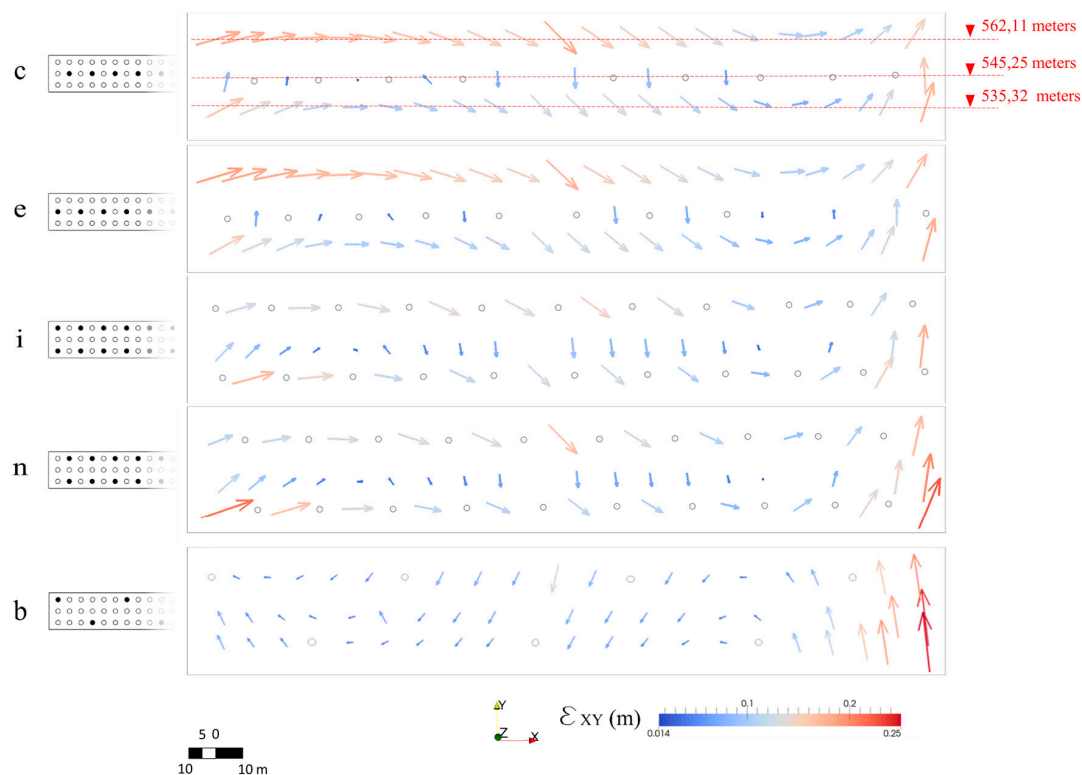 c
562,11 meters
545,25 meters
535,32 meters
e
i
n
b
Y
Z
X
ℰ XY (m)
0.1
0.2
0.014
0.25
5 0
10
10 m